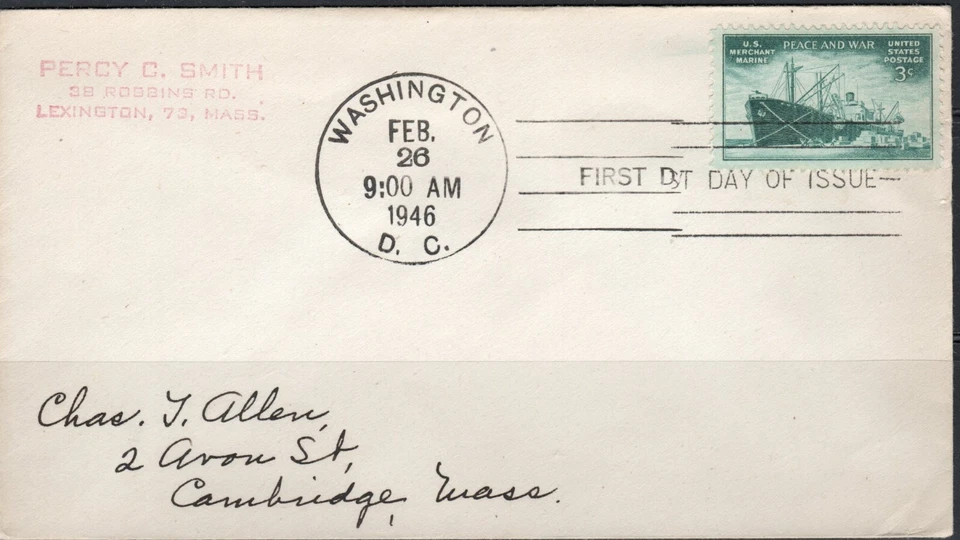 PERCY C. SMITH
38 ROBBINS RD.
LEXINGTON, 73, MASS.
WASHINGTON
FEB.
26
9:00 AM
1946
D. C.
FIRST D
ST DAY OF ISSUE
U.S. MERCHANT MARINE
PEACE AND WAR
UNITED STATES POSTAGE
3¢
Chas. T. Allen,
2 Avon St,
Cambridge, Mass.